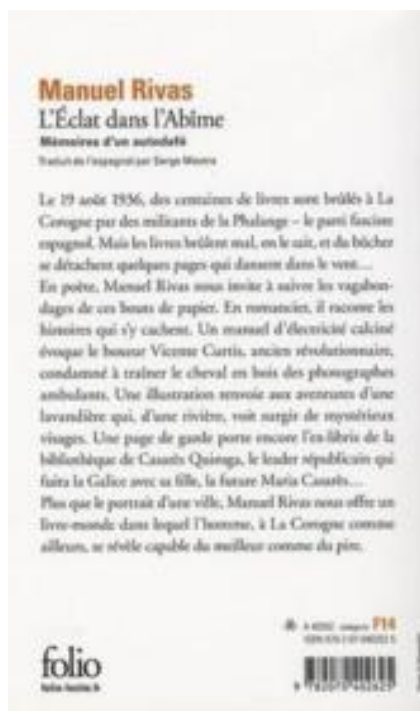 Manuel Rivas
L'Éclat dans l'Abîme
Mémoires d'un autodafé
Traduit de l'espagnol par Serge Mestre
Le 19 août 1936, des centaines de livres sont brûlés à La
Corogne par des militants de la Phalange – le parti fasciste
espagnol. Mais les livres brûlent mal, on le sait, et du bûcher
se détachent quelques pages qui dansent dans le vent…
En poète, Manuel Rivas nous invite à suivre les vagabon-
dages de ces bouts de papier. En romancier, il raconte les
histoires qui s'y cachent. Un manuel d'électricité calciné
évoque le boxeur Vicente Curtis, ancien révolutionnaire,
condamné à traîner le cheval en bois des photographes
ambulants. Une illustration renvoie aux aventures d'une
lavandière qui, d'une rivière, voit surgir de mystérieux
visages. Une page de garde porte encore l'ex-libris de la
bibliothèque de Casarès Quiroga, le leader républicain qui
fuira la Galice avec sa fille, la future Maria Casarès…
Plus que le portrait d'une ville, Manuel Rivas nous offre un
livre-monde dans lequel l'homme, à La Corogne comme
ailleurs, se révèle capable du meilleur comme du pire.
catégorie F14
folio
folio-lesite.fr
9 782070 402625